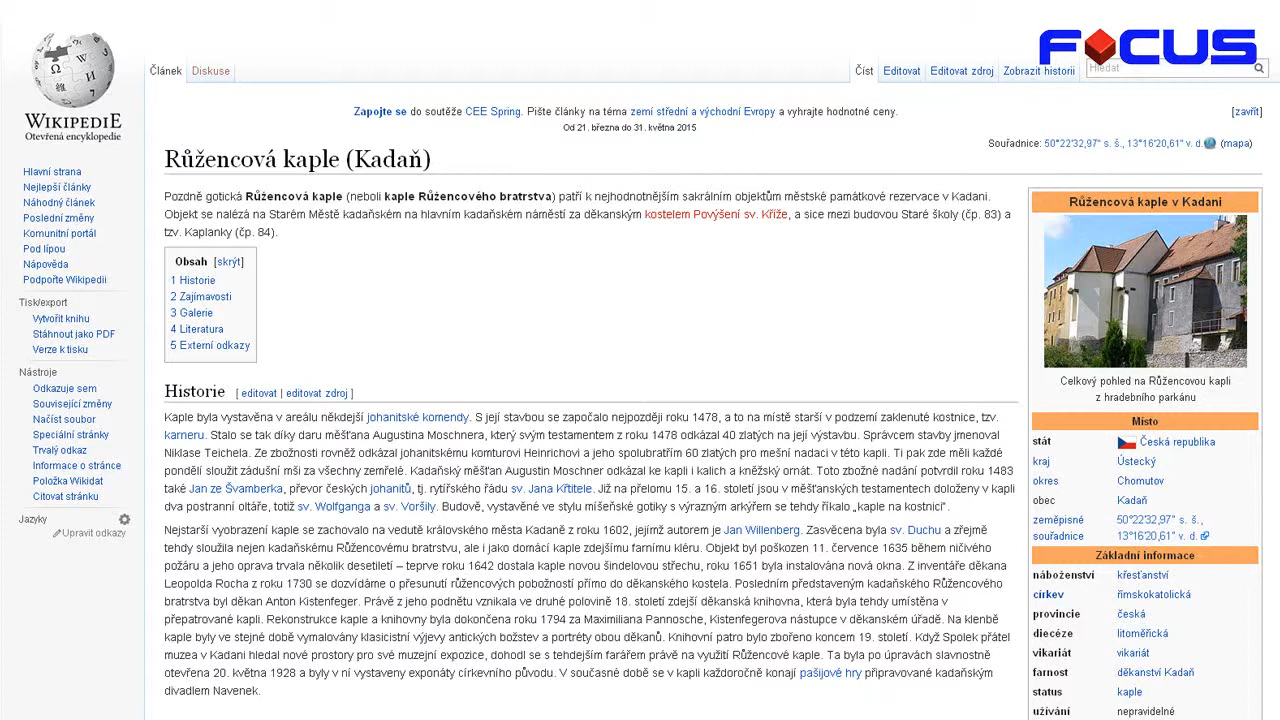 FOCUS
WIKIPEDIE
Otevřená encyklopedie
Článek
Diskuse
Číst
Editovat
Editovat zdroj
Zobrazit historii
Hledat
Zapojte se do soutěže CEE Spring. Pište články na téma zemí střední a východní Evropy a vyhrajte hodnotné ceny.
[zavřít]
Od 21. března do 31. května 2015
Souřadnice: 50°22′32,97″ s. š., 13°16′20,61″ v. d. (mapa)
Růžencová kaple (Kadaň)
Hlavní strana
Nejlepší články
Náhodný článek
Poslední změny
Komunitní portál
Pod lípou
Nápověda
Podpořte Wikipedii
Tisk/export
Vytvořit knihu
Stáhnout jako PDF
Verze k tisku
Nástroje
Odkazuje sem
Související změny
Načíst soubor
Speciální stránky
Trvalý odkaz
Informace o stránce
Položka Wikidat
Citovat stránku
Jazyky
Upravit odkazy
Pozdně gotická Růžencová kaple (neboli kaple Růžencového bratrstva) patří k nejhodnotnějším sakrálním objektům městské památkové rezervace v Kadani.
Objekt se nalézá na Starém Městě kadaňském na hlavním kadaňském náměstí za děkanským kostelem Povýšení sv. Kříže, a sice mezi budovou Staré školy (čp. 83) a
tzv. Kaplanky (čp. 84).
Obsah [skrýt]
1 Historie
2 Zajímavosti
3 Galerie
4 Literatura
5 Externí odkazy
Historie [ editovat | editovat zdroj ]
Kaple byla vystavěna v areálu někdejší johanitské komendy. S její stavbou se započalo nejpozději roku 1478, a to na místě starší v podzemí zaklenuté kostnice, tzv.
karneru. Stalo se tak díky daru měšťana Augustina Moschnera, který svým testamentem z roku 1478 odkázal 40 zlatých na její výstavbu. Správcem stavby jmenoval
Niklase Teichela. Ze zbožnosti rovněž odkázal johanitskému komturovi Heinrichovi a jeho spolubratřím 60 zlatých pro mešní nadaci v této kapli. Ti pak zde měli každé
pondělí sloužit zádušní mši za všechny zemřelé. Kadaňský měšťan Augustin Moschner odkázal ke kapli i kalich a kněžský ornát. Toto zbožné nadání potvrdil roku 1483
také Jan ze Švamberka, převor českých johanitů, tj. rytířského řádu sv. Jana Křtitele. Již na přelomu 15. a 16. století jsou v měšťanských testamentech doloženy v kapli
dva postranní oltáře, totiž sv. Wolfganga a sv. Voršily. Budově, vystavěné ve stylu míšeňské gotiky s výrazným arkýřem se tehdy říkalo „kaple na kostnici".
Nejstarší vyobrazení kaple se zachovalo na vedutě královského města Kadaně z roku 1602, jejímž autorem je Jan Willenberg. Zasvěcena byla sv. Duchu a zřejmě
tehdy sloužila nejen kadaňskému Růžencovému bratrstvu, ale i jako domácí kaple zdejšímu farnímu kléru. Objekt byl poškozen 11. července 1635 během ničivého
požáru a jeho oprava trvala několik desetiletí – teprve roku 1642 dostala kaple novou šindelovou střechu, roku 1651 byla instalována nová okna. Z inventáře děkana
Leopolda Rocha z roku 1730 se dozvídáme o přesunutí růžencových pobožností přímo do děkanského kostela. Posledním představeným kadaňského Růžencového
bratrstva byl děkan Anton Kistenfeger. Právě z jeho podnětu vznikala ve druhé polovině 18. století zdejší děkanská knihovna, která byla tehdy umístěna v
přepatrované kapli. Rekonstrukce kaple a knihovny byla dokončena roku 1794 za Maximiliana Pannosche, Kistenfegerova nástupce v děkanském úřadě. Na klenbě
kaple byly ve stejné době vymalovány klasicistní výjevy antických božstev a portréty obou děkanů. Knihovní patro bylo zbořeno koncem 19. století. Když Spolek přátel
muzea v Kadani hledal nové prostory pro své muzejní expozice, dohodl se s tehdejším farářem právě na využití Růžencové kaple. Ta byla po úpravách slavnostně
otevřena 20. května 1928 a byly v ní vystaveny exponáty církevního původu. V současné době se v kapli každoročně konají pašijové hry připravované kadaňským
divadlem Navenek.
Růžencová kaple v Kadani
Celkový pohled na Růžencovou kapli
z hradebního parkánu
Místo
stát Česká republika
kraj Ústecký
okres Chomutov
obec Kadaň
zeměpisné 50°22′32,97″ s. š.,
souřadnice 13°16′20,61″ v. d.
Základní informace
náboženství křesťanství
církev římskokatolická
provincie česká
diecéze litoměřická
vikariát vikariát
farnost děkanství Kadaň
status kaple
užívání nepravidelné